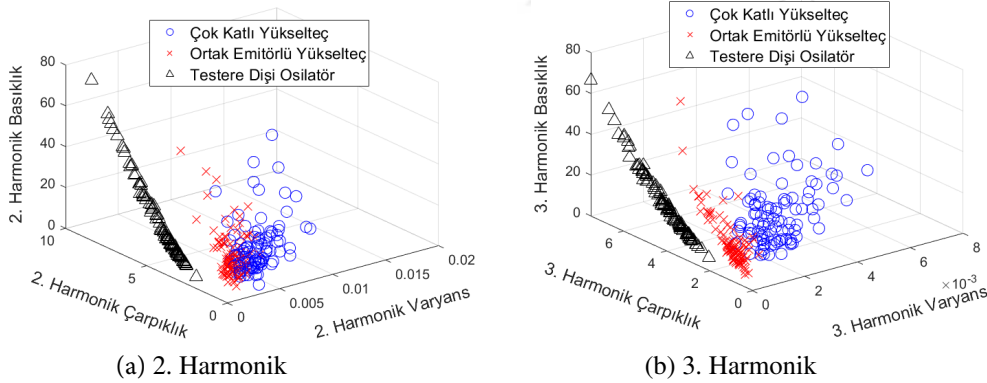 Çok Katlı Yükselteç
Ortak Emitörlü Yükselteç
Testere Dişi Osilatör
80
60
40
20
0
2. Harmonik Basıklık
10
5
0
2. Harmonik Çarpıklık
0
0.005
0.01
0.015
0.02
2. Harmonik Varyans
(a) 2. Harmonik
Çok Katlı Yükselteç
Ortak Emitörlü Yükselteç
Testere Dişi Osilatör
80
60
40
20
0
3. Harmonik Basıklık
6
4
2
0
3. Harmonik Çarpıklık
0
2
4
6
8
×10⁻³
3. Harmonik Varyans
(b) 3. Harmonik